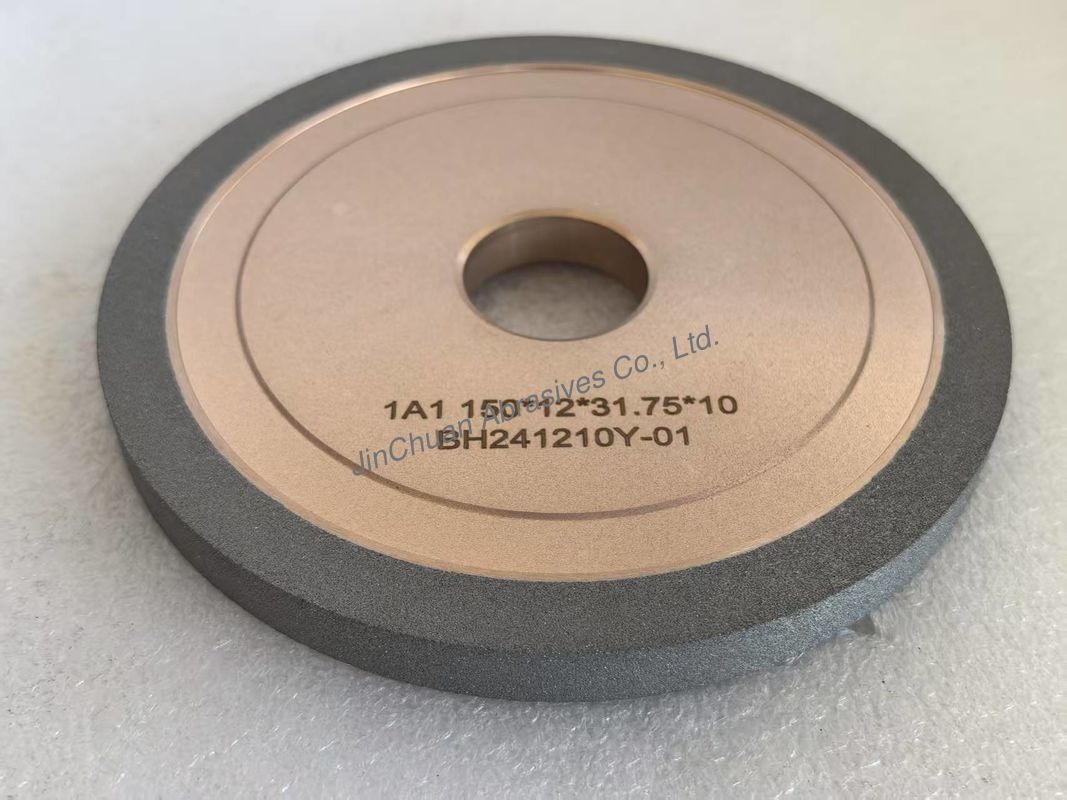 JinChuan Abrasives Co., Ltd.
1A1 150*12*31.75*10
BH241210Y-01